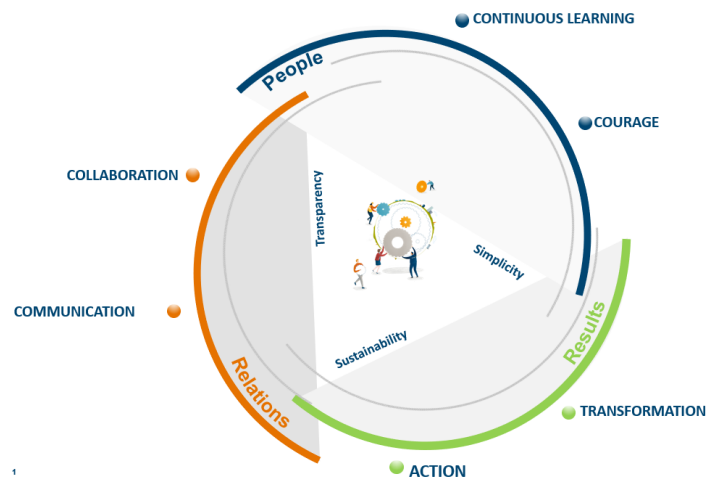 CONTINUOUS LEARNING
People
COURAGE
COLLABORATION
Transparency
Simplicity
COMMUNICATION
Sustainability
Results
Relations
TRANSFORMATION
ACTION
1